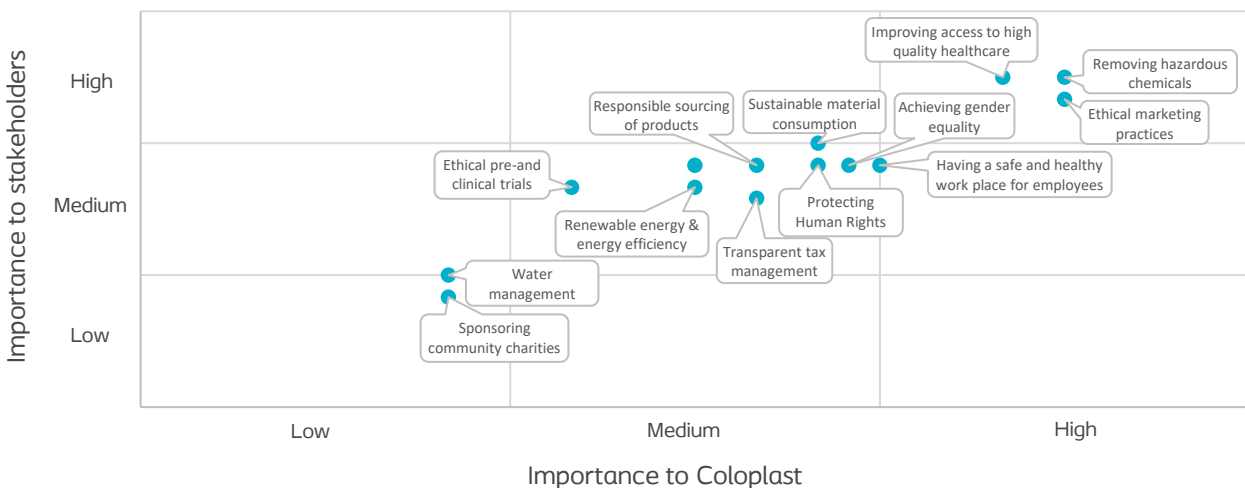 Importance to stakeholders
High
Medium
Low
Improving access to high
quality healthcare
Removing hazardous
chemicals
Ethical marketing
practices
Responsible sourcing
of products
Sustainable material
consumption
Achieving gender
equality
Ethical pre-and
clinical trials
Having a safe and healthy
work place for employees
Renewable energy &
energy efficiency
Protecting
Human Rights
Transparent tax
management
Water
management
Sponsoring
community charities
Low
Medium
High
Importance to Coloplast